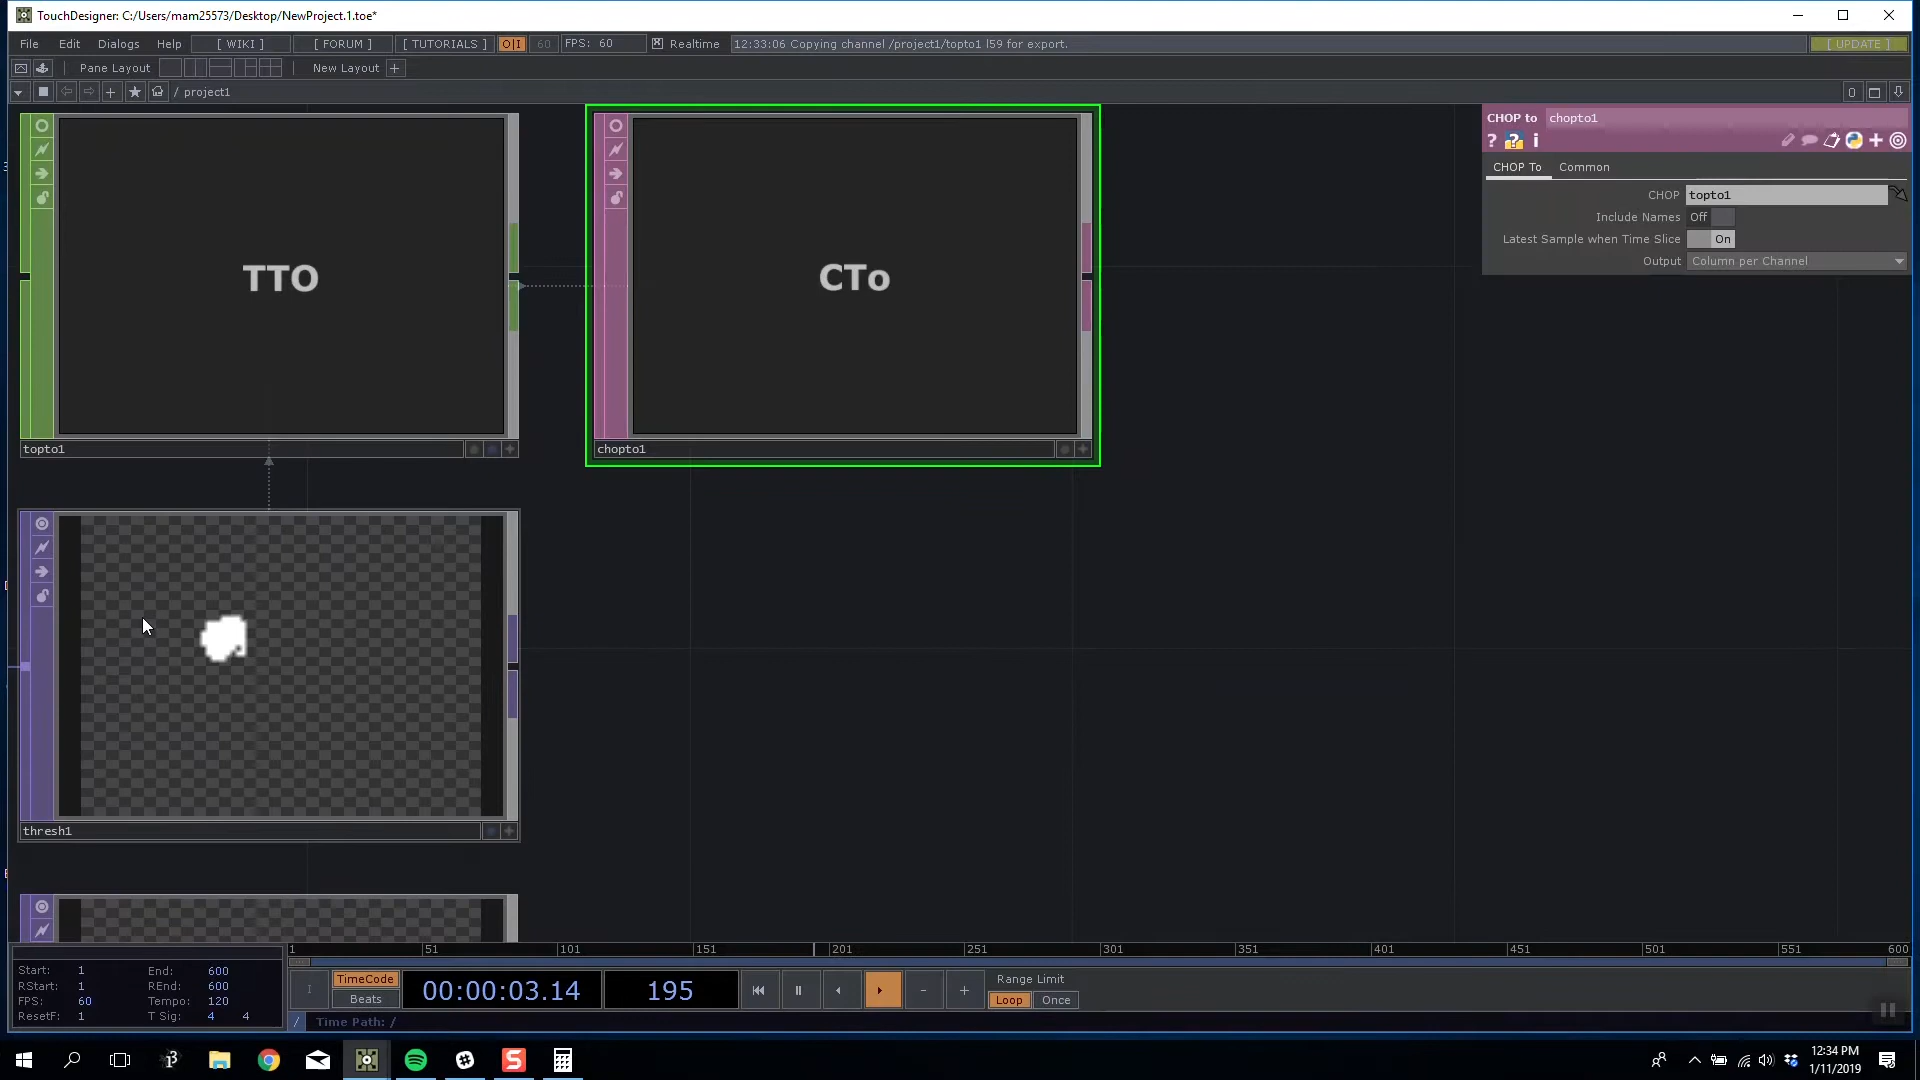 TouchDesigner: C:/Users/mam25573/Desktop/NewProject.1.toe*
File Edit Dialogs Help [ WIKI ] [ FORUM ] [ TUTORIALS ] O|I 60 FPS: 60 Realtime 12:33:06 Copying channel /project1/topto1 l59 for export. [ UPDATE ]
Pane Layout New Layout +
/ project1 0
CHOP to chopto1
? ? i
CHOP To Common
CHOP topto1
Include Names Off
Latest Sample when Time Slice On
Output Column per Channel
TTO
CTo
topto1
chopto1
thresh1
1 51 101 151 201 251 301 351 401 451 501 551 600
Start: 1 End: 600
RStart: 1 REnd: 600
FPS: 60 Tempo: 120
ResetF: 1 T Sig: 4 4
TimeCode
Beats
00:00:03.14
195
Range Limit
Loop Once
/ Time Path: /
12:34 PM
1/11/2019